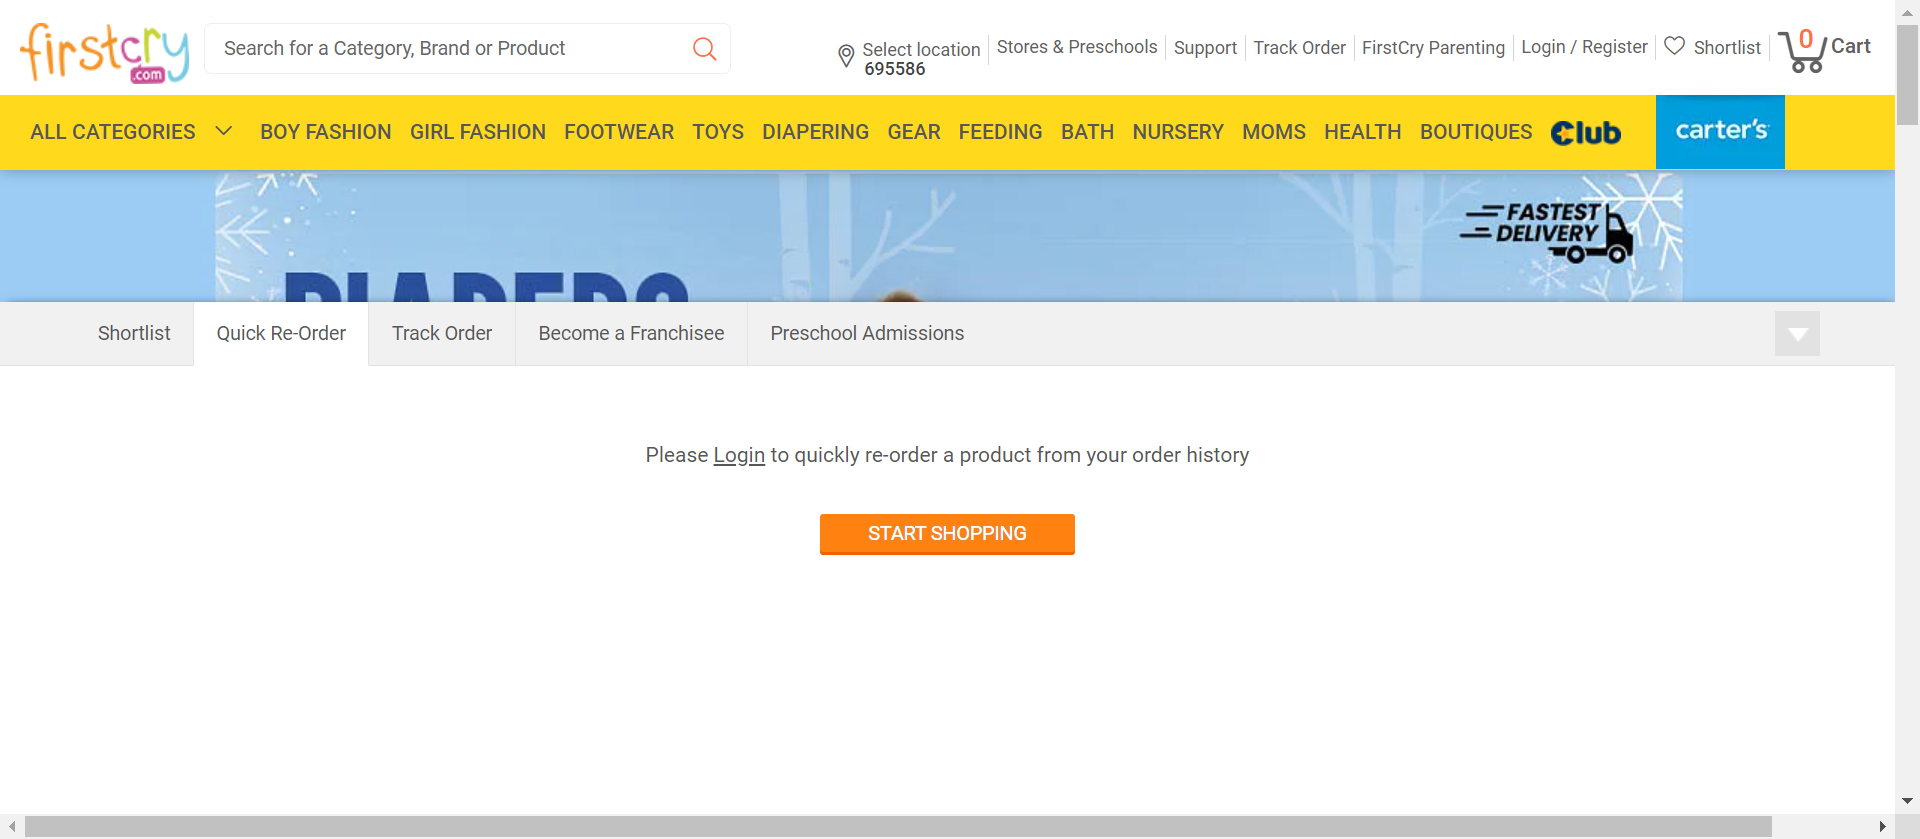 firstcry
.com
Search for a Category, Brand or Product
Select location
695586
Stores & Preschools
Support
Track Order
FirstCry Parenting
Login / Register
Shortlist
0
Cart
ALL CATEGORIES
BOY FASHION
GIRL FASHION
FOOTWEAR
TOYS
DIAPERING
GEAR
FEEDING
BATH
NURSERY
MOMS
HEALTH
BOUTIQUES
Club
carter's
FASTEST
DELIVERY
DIAPERS
Shortlist
Quick Re-Order
Track Order
Become a Franchisee
Preschool Admissions
Please Login to quickly re-order a product from your order history
START SHOPPING